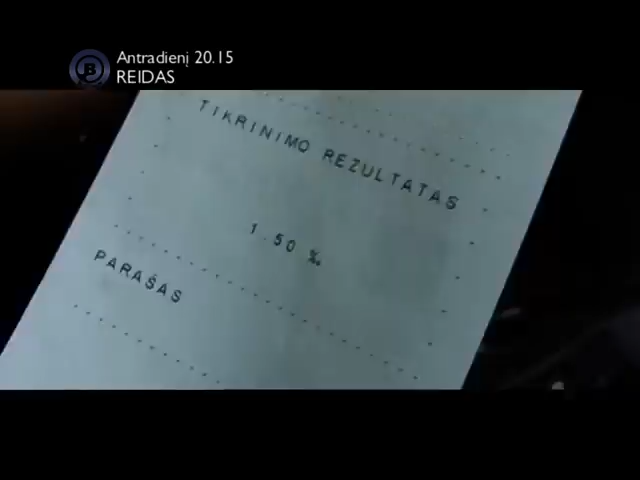 Antradienį 20.15
REIDAS
B
TIKRINIMO REZULTATAS
1.50 ‰
PARAŠAS